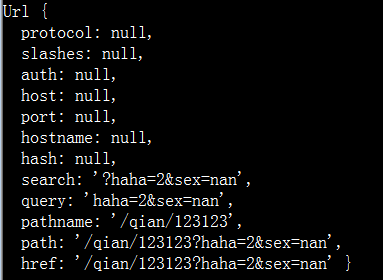 Url {
  protocol: null,
  slashes: null,
  auth: null,
  host: null,
  port: null,
  hostname: null,
  hash: null,
  search: '?haha=2&sex=nan',
  query: 'haha=2&sex=nan',
  pathname: '/qian/123123',
  path: '/qian/123123?haha=2&sex=nan',
  href: '/qian/123123?haha=2&sex=nan' }